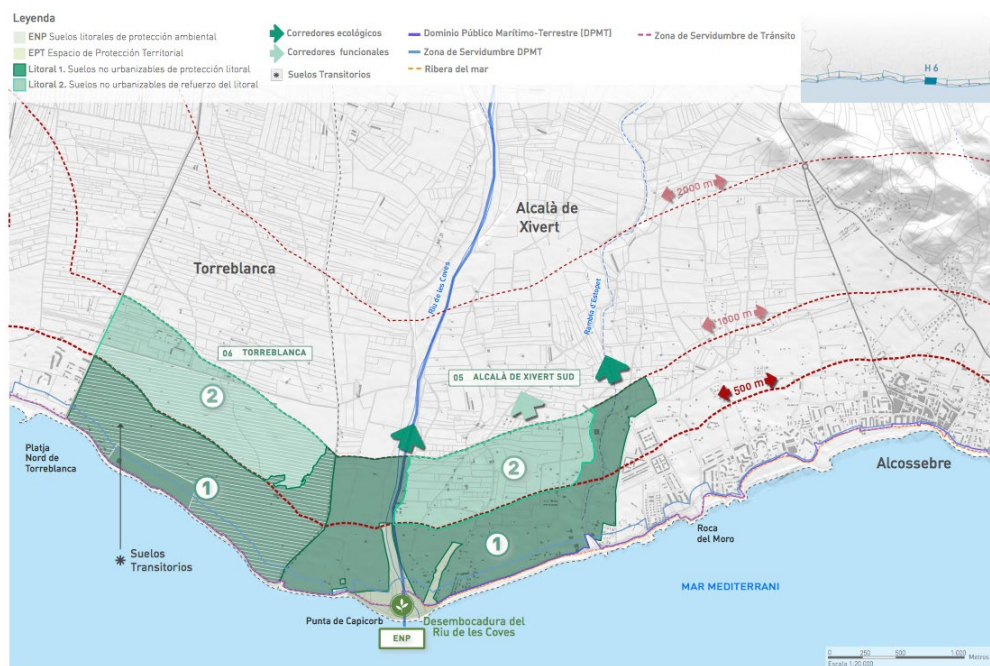 Leyenda
ENP Suelos litorales de protección ambiental
EPT Espacio de Protección Territorial
Litoral 1. Suelos no urbanizables de protección litoral
Litoral 2. Suelos no urbanizables de refuerzo del litoral
Corredores ecológicos
Corredores funcionales
Suelos Transitorios
Dominio Público Marítimo-Terrestre (DPMT)
Zona de Servidumbre DPMT
Ribera del mar
Zona de Servidumbre de Tránsito
H 6
2000 m
Alcalà de
Xivert
Torreblanca
Riu de les Coves
Rambla d'Estopet
1000 m
06 TORREBLANCA
05 ALCALÀ DE XIVERT SUD
500 m
2
2
Platja
Nord de
Torreblanca
1
Alcossebre
Roca
del Moro
1
Suelos
Transitorios
MAR MEDITERRANI
Punta de Capicorb
Desembocadura del
Riu de les Coves
ENP
0 250 500 1.000 Metros
Escala 1:20.000